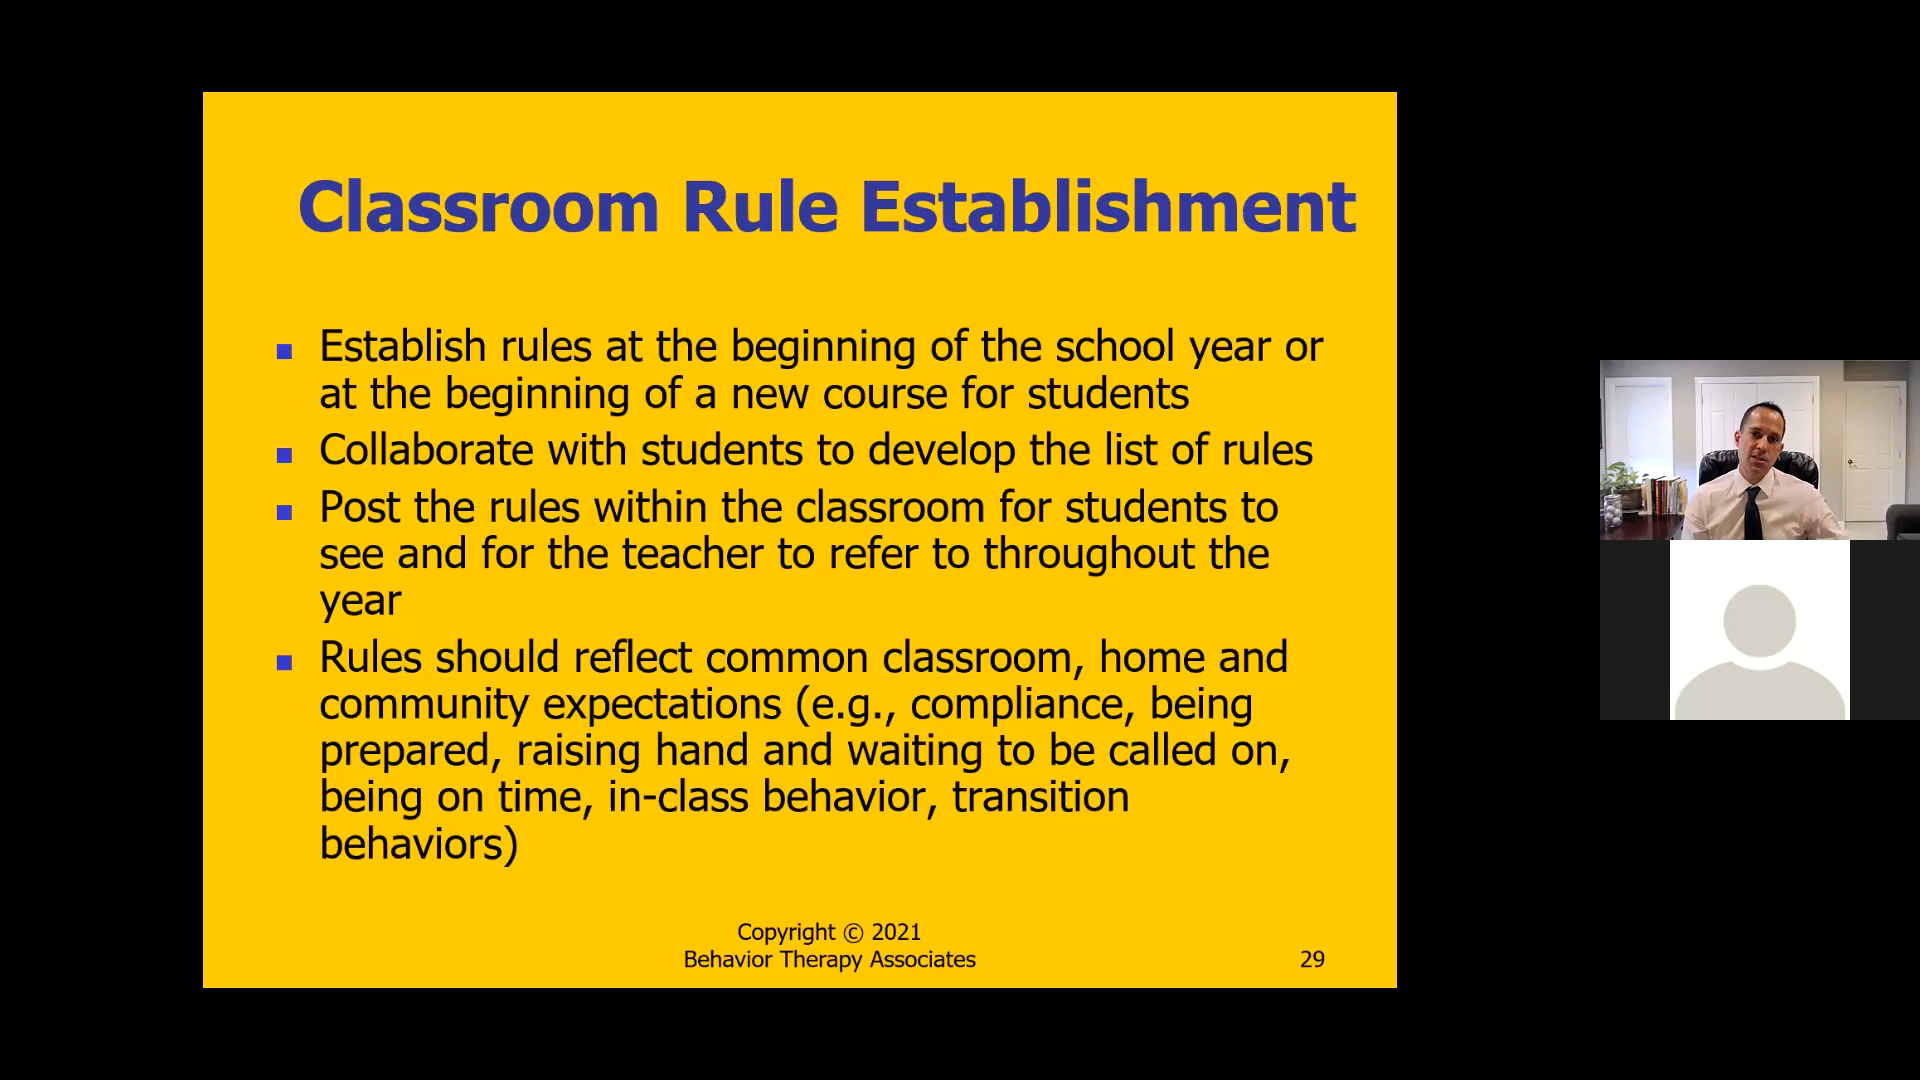 Classroom Rule Establishment
Establish rules at the beginning of the school year or
at the beginning of a new course for students
Collaborate with students to develop the list of rules
Post the rules within the classroom for students to
see and for the teacher to refer to throughout the
year
Rules should reflect common classroom, home and
community expectations (e.g., compliance, being
prepared, raising hand and waiting to be called on,
being on time, in-class behavior, transition
behaviors)
Copyright © 2021
Behavior Therapy Associates
29